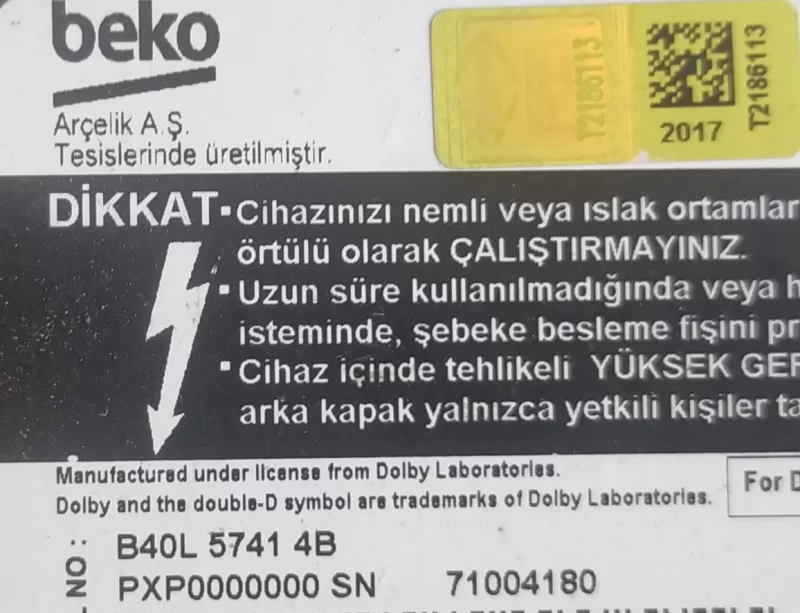 beko
Arçelik A.Ş.
Tesislerinde üretilmiştir.
T2186113
2017
T2186113
DİKKAT
▪Cihazınızı nemli veya ıslak ortamlar
örtülü olarak ÇALIŞTIRMAYINIZ.
▪Uzun süre kullanılmadığında veya h
isteminde, şebeke besleme fişini pr
▪Cihaz içinde tehlikeli YÜKSEK GER
arka kapak yalnızca yetkili kişiler ta
Manufactured under license from Dolby Laboratories.
Dolby and the double-D symbol are trademarks of Dolby Laboratories.
For D
NO :
B40L 5741 4B
PXP0000000 SN 71004180